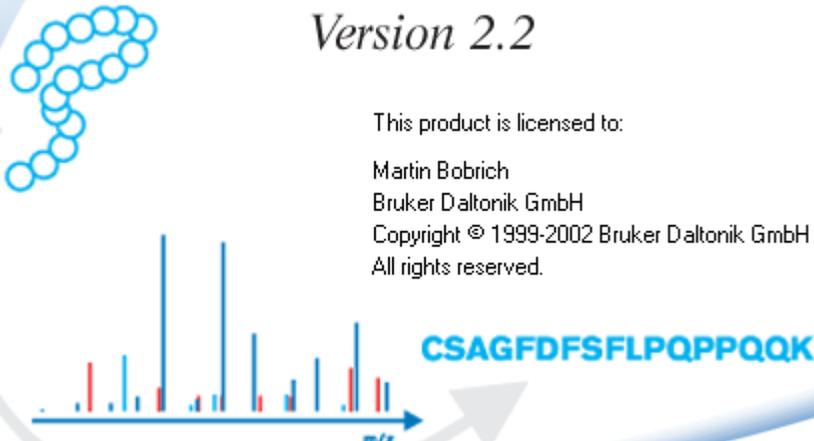 Version 2.2
This product is licensed to:
Martin Bobrich
Bruker Daltonik GmbH
Copyright © 1999-2002 Bruker Daltonik GmbH
All rights reserved.
CSAGFDFSFLPQPPQQK
m/z